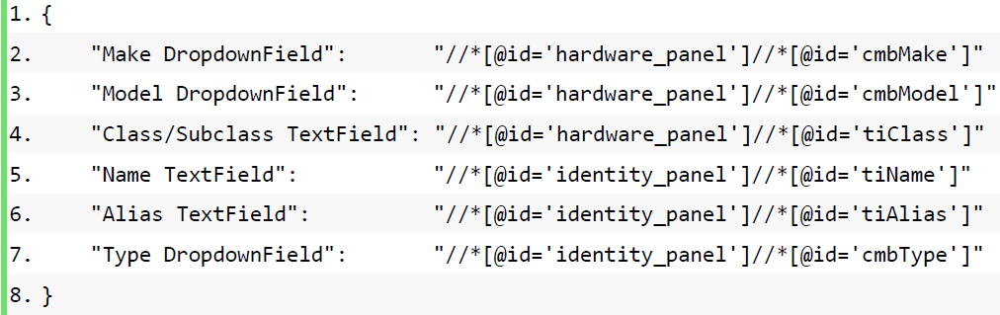 1. {
2. "Make DropdownField": "//*[@id='hardware_panel']//*[@id='cmbMake']"
3. "Model DropdownField": "//*[@id='hardware_panel']//*[@id='cmbModel']"
4. "Class/Subclass TextField": "//*[@id='hardware_panel']//*[@id='tiClass']"
5. "Name TextField": "//*[@id='identity_panel']//*[@id='tiName']"
6. "Alias TextField": "//*[@id='identity_panel']//*[@id='tiAlias']"
7. "Type DropdownField": "//*[@id='identity_panel']//*[@id='cmbType']"
8. }